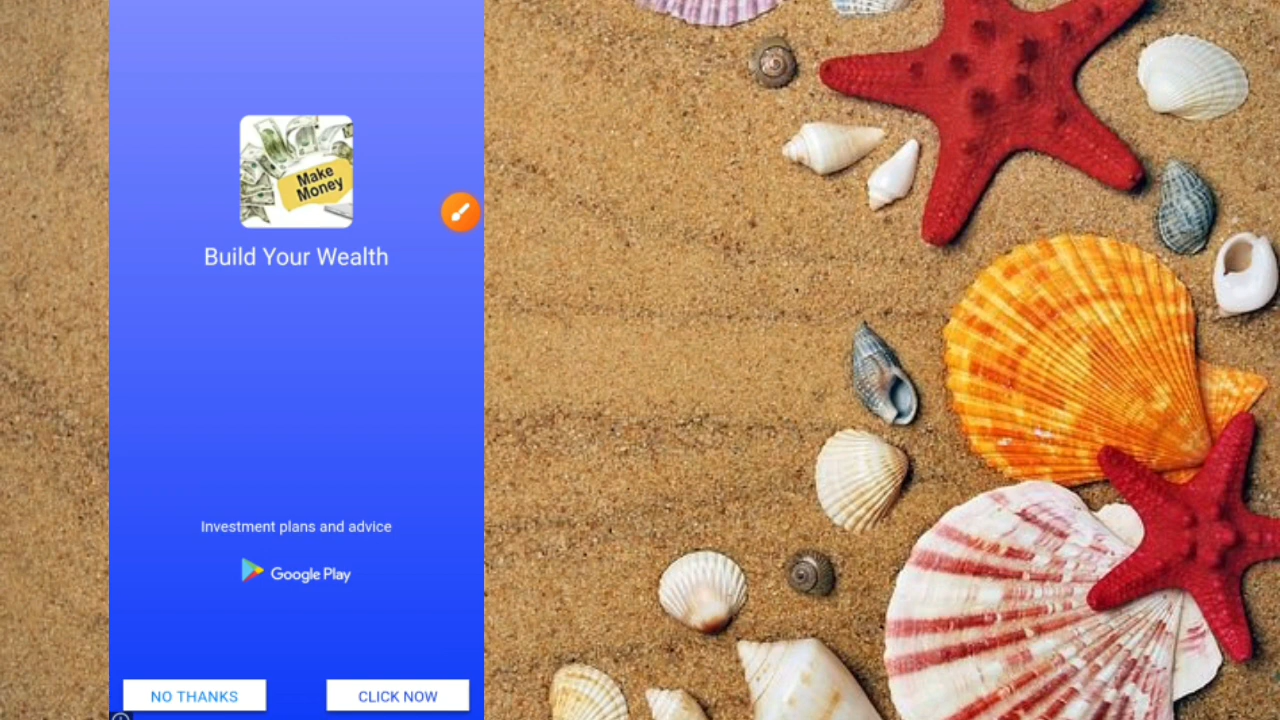 Make
Money
Build Your Wealth
Investment plans and advice
Google Play
NO THANKS
CLICK NOW